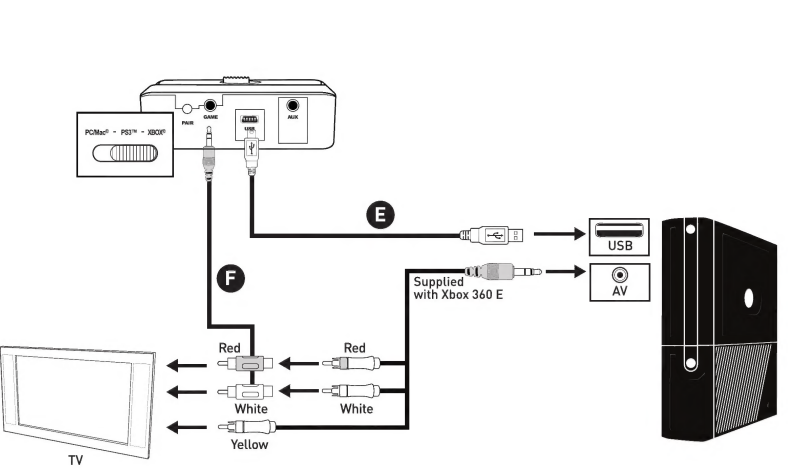 GAME
PAIR
USB
AUX
PC/Mac® - PS3™ - XBOX®
E
USB
AV
F
Supplied
with Xbox 360 E
Red
Red
White
White
Yellow
TV